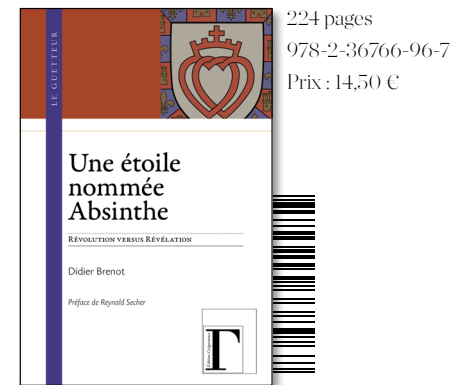 LE GUETTEUR
Une étoile
nommée
Absinthe
RÉVOLUTION VERSUS RÉVÉLATION
Didier Brenot
Préface de Reynald Secher
Γ
224 pages
978-2-36766-96-7
Prix : 14,50 €